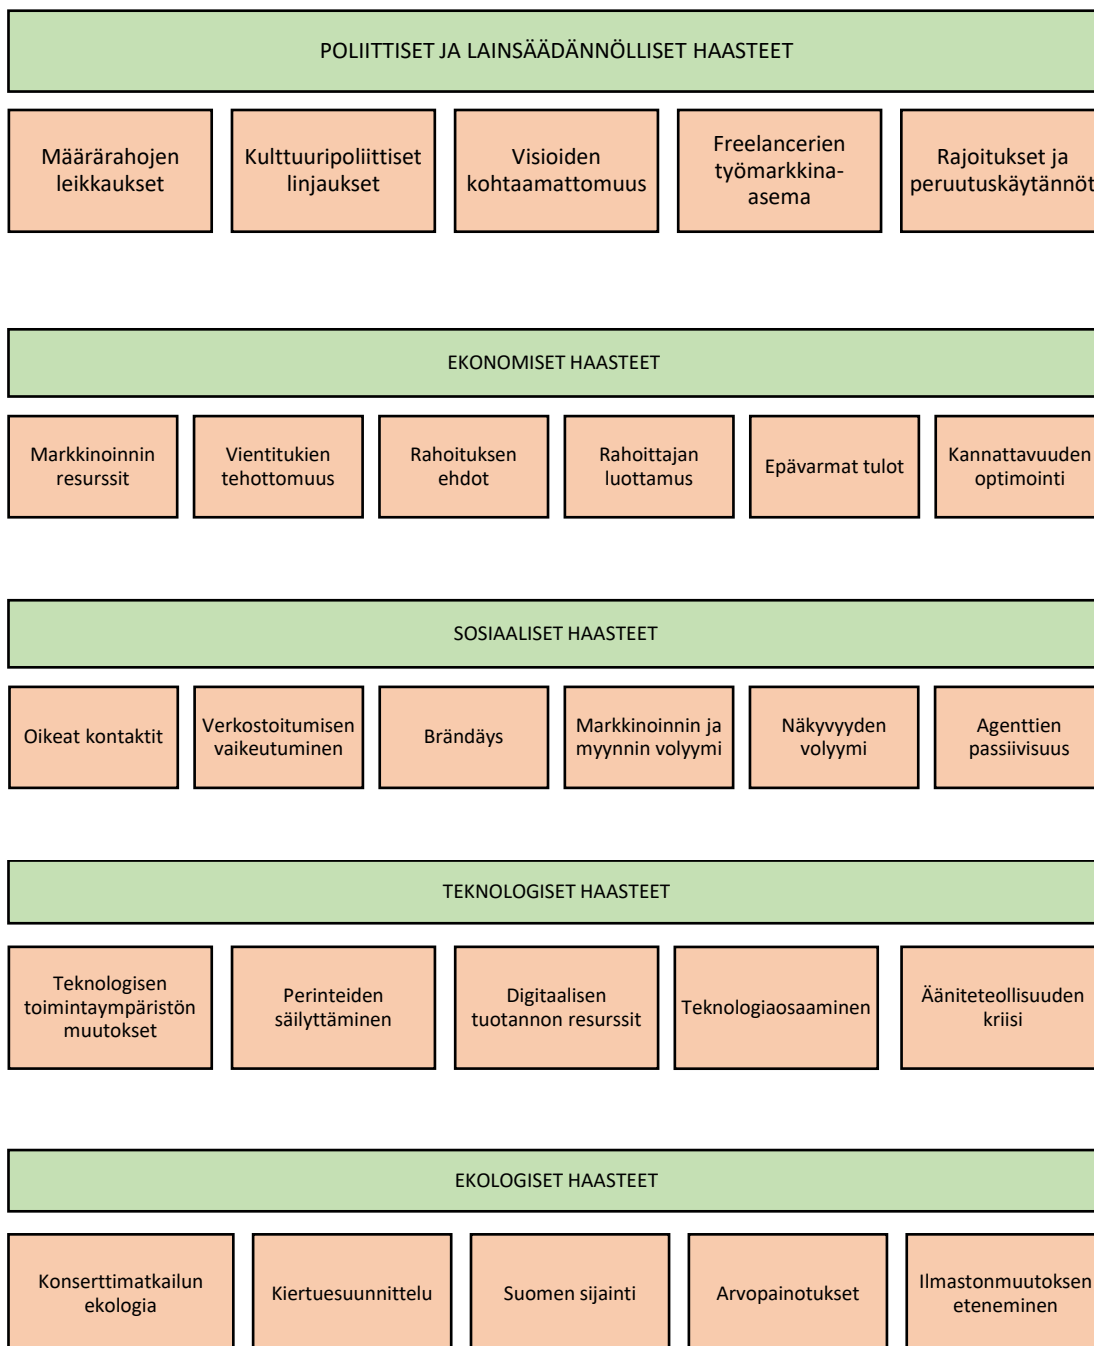 POLIITTISET JA LAINSÄÄDÄNNÖLLISET HAASTEET
Määrärahojen
leikkaukset
Kulttuuripoliittiset
linjaukset
Visioiden
kohtaamattomuus
Freelancerien
työmarkkina-
asema
Rajoitukset ja
peruutuskäytännöt
EKONOMISET HAASTEET
Markkinoinnin
resurssit
Vientitukien
tehottomuus
Rahoituksen
ehdot
Rahoittajan
luottamus
Epävarmat tulot
Kannattavuuden
optimointi
SOSIAALISET HAASTEET
Oikeat kontaktit
Verkostoitumisen
vaikeutuminen
Brändäys
Markkinoinnin ja
myynnin volyymi
Näkyvyyden
volyymi
Agenttien
passiivisuus
TEKNOLOGISET HAASTEET
Teknologisen
toimintaympäristön
muutokset
Perinteiden
säilyttäminen
Digitaalisen
tuotannon resurssit
Teknologiaosaaminen
Ääniteteollisuuden
kriisi
EKOLOGISET HAASTEET
Konserttimatkailun
ekologia
Kiertuesuunnittelu
Suomen sijainti
Arvopainotukset
Ilmastonmuutoksen
eteneminen